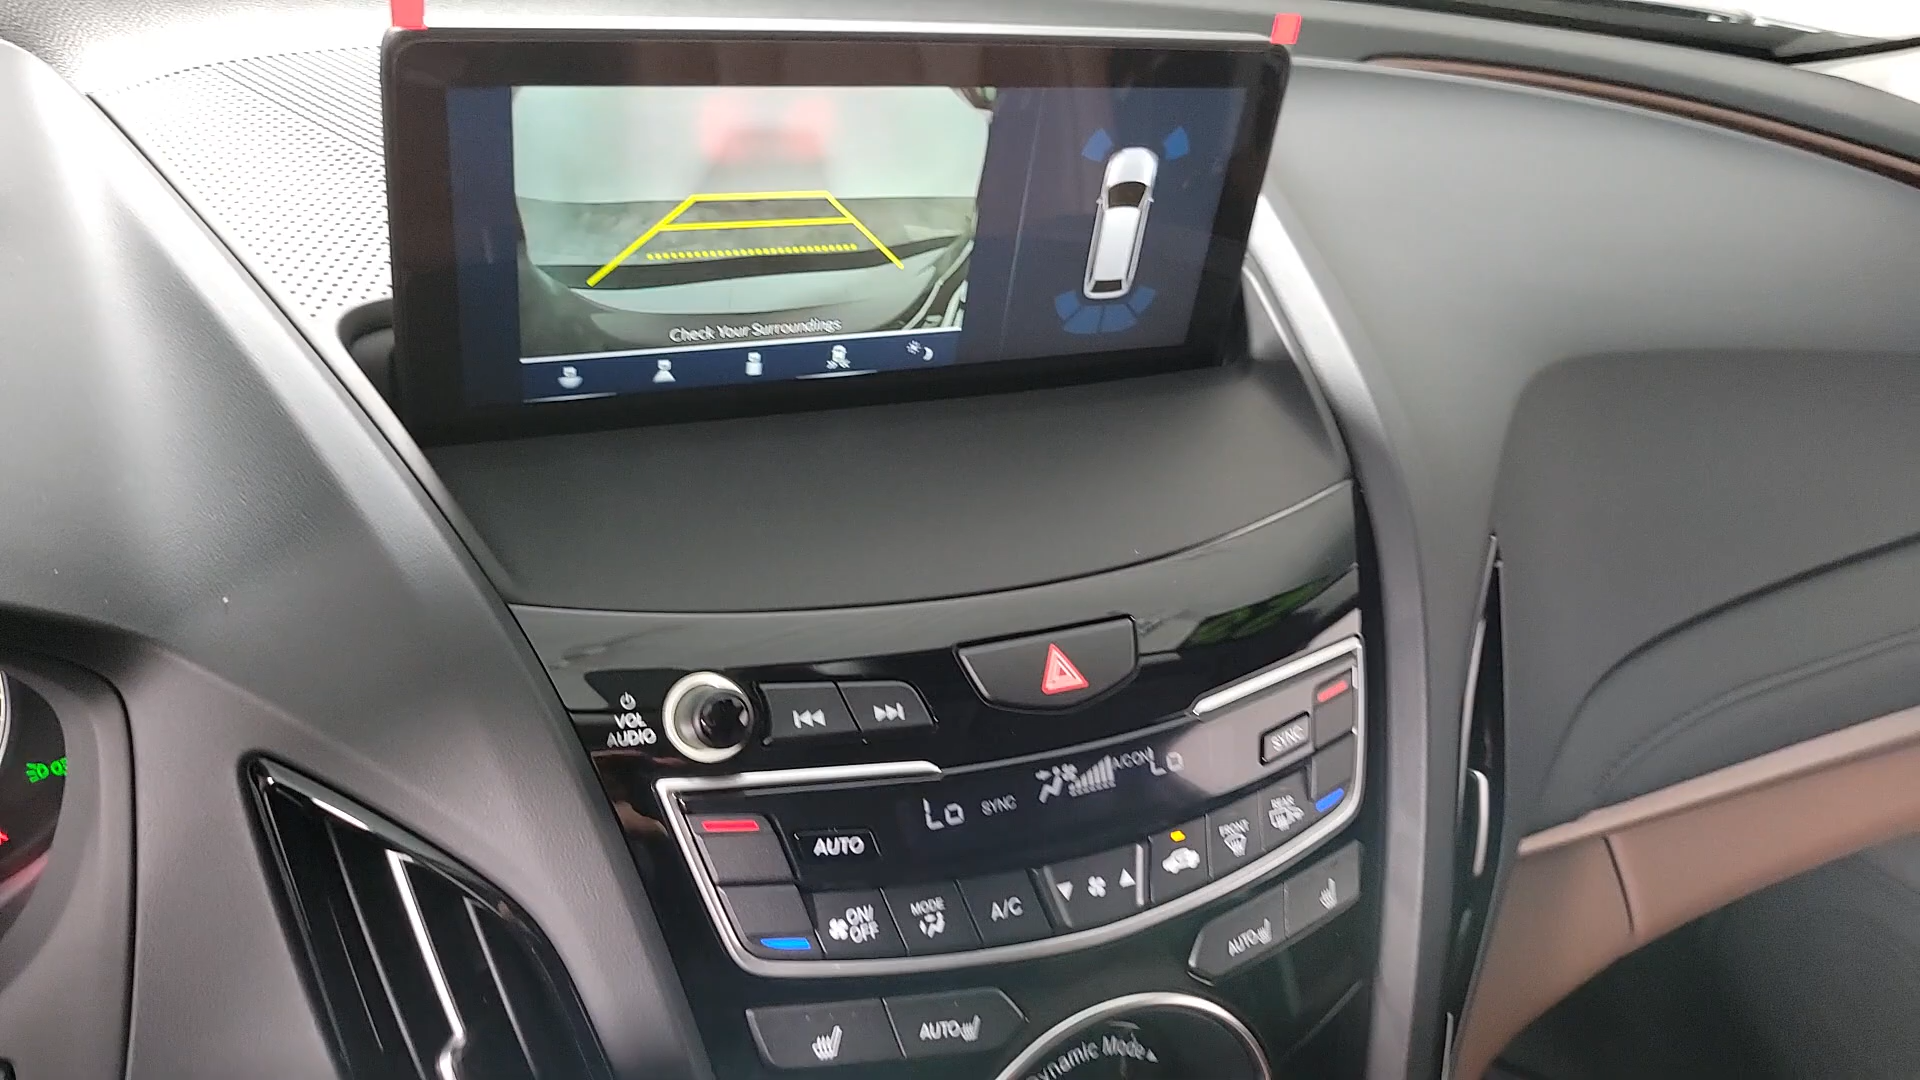 Check Your Surroundings
VOL
AUDIO
SYNC
Lo SYNC A/CON Lo
AUTO
ON/
OFF
MODE
A/C
FRONT
REAR
AUTO
AUTO
Dynamic Mode